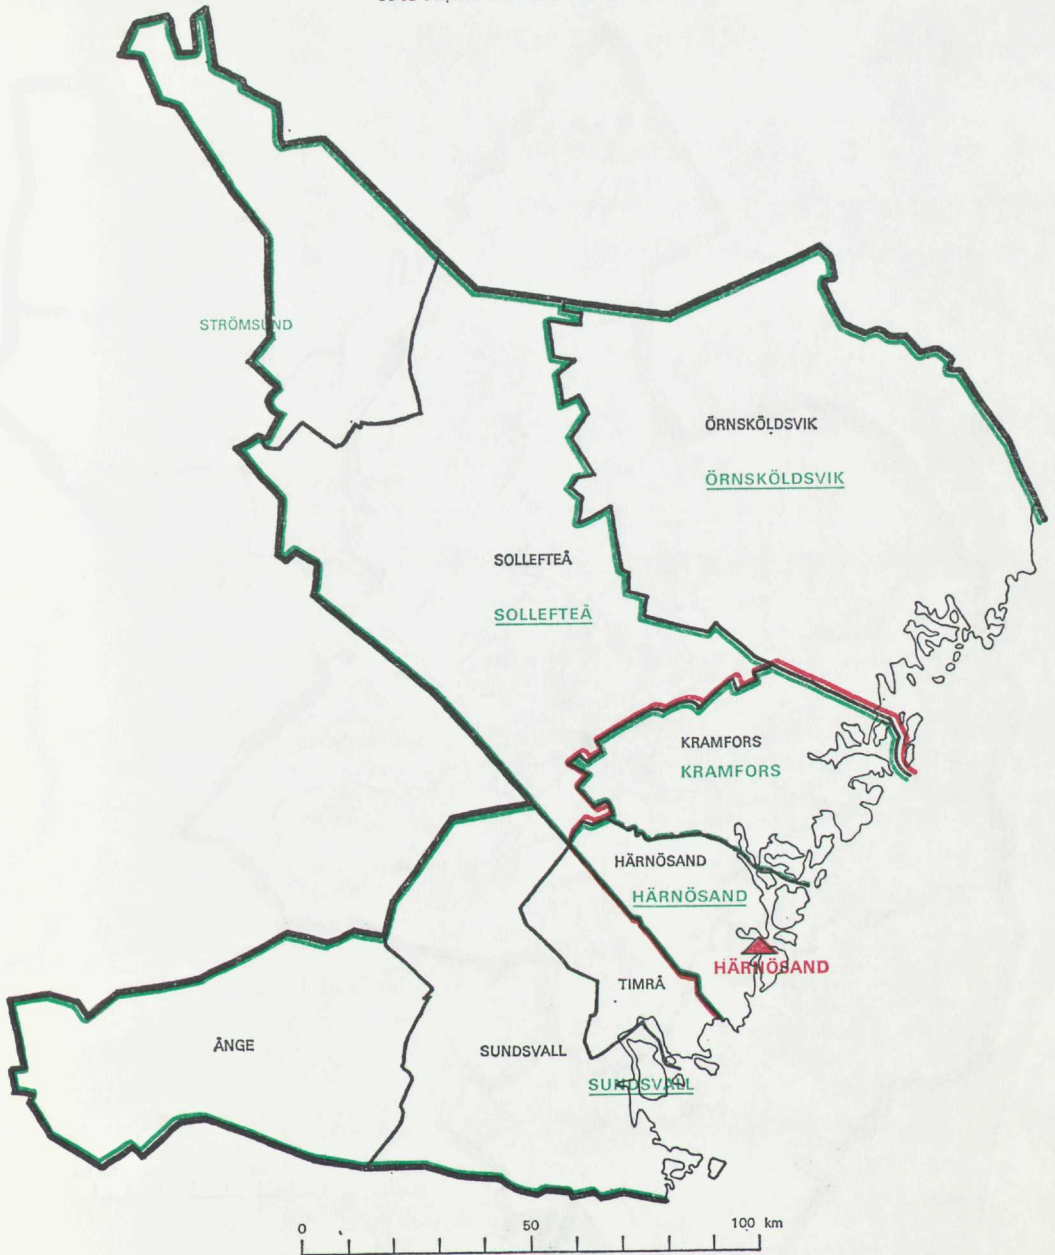 STRÖMSUND
ÖRNSKÖLDSVIK
ÖRNSKÖLDSVIK
SOLLEFTEÅ
SOLLEFTEÅ
KRAMFORS
KRAMFORS
HÄRNÖSAND
HÄRNÖSAND
HÄRNÖSAND
TIMRÅ
ÅNGE
SUNDSVALL
SUNDSVALL
0 50 100 km